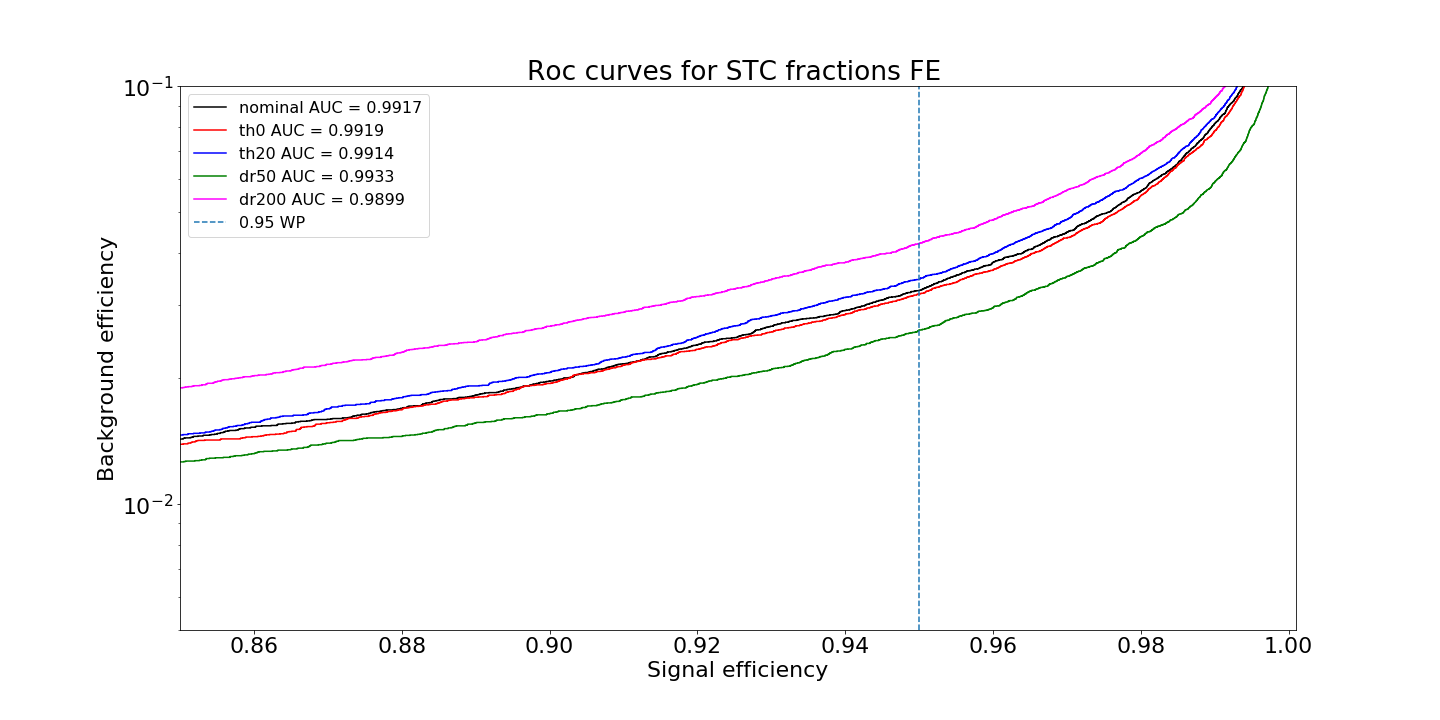 Roc curves for STC fractions FE
10⁻¹
nominal AUC = 0.9917
th0 AUC = 0.9919
th20 AUC = 0.9914
dr50 AUC = 0.9933
dr200 AUC = 0.9899
0.95 WP
Background efficiency
10⁻²
0.86 0.88 0.90 0.92 0.94 0.96 0.98 1.00
Signal efficiency